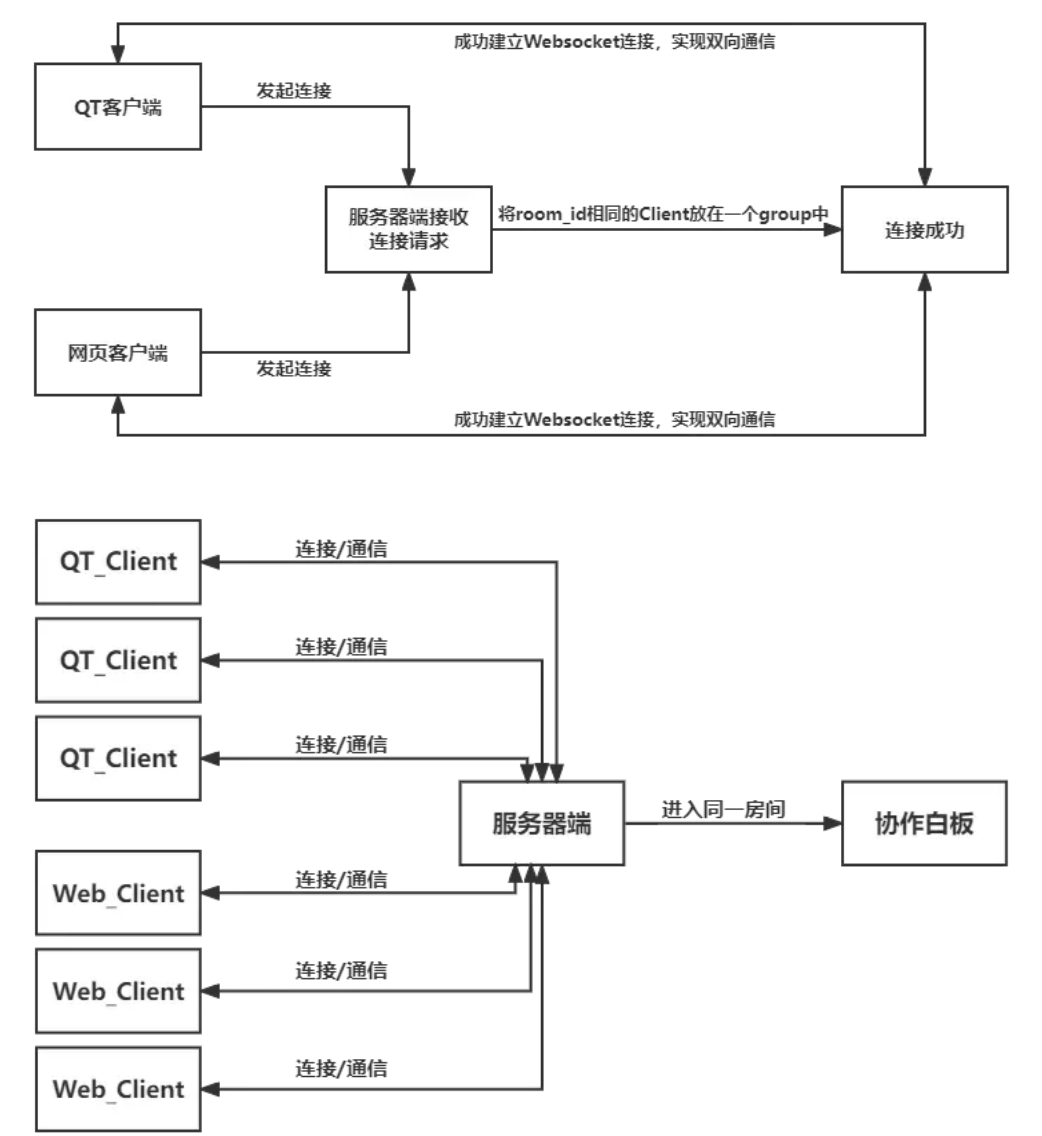 成功建立Websocket连接，实现双向通信
QT客户端
发起连接
服务器端接收
连接请求
将room_id相同的Client放在一个group中
连接成功
网页客户端
发起连接
成功建立Websocket连接，实现双向通信
QT_Client
连接/通信
QT_Client
连接/通信
QT_Client
连接/通信
服务器端
进入同一房间
协作白板
Web_Client
连接/通信
Web_Client
连接/通信
Web_Client
连接/通信